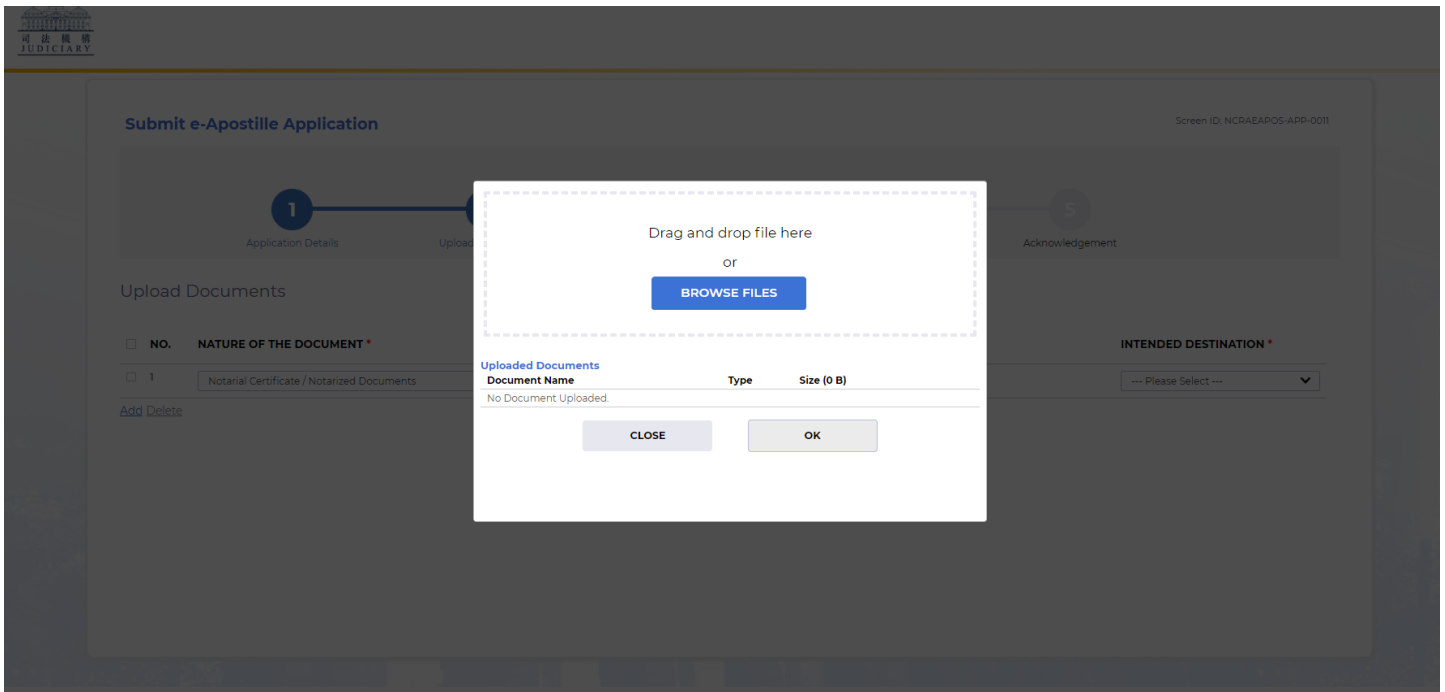 司法機構
JUDICIARY
Submit e-Apostille Application
Screen ID: NCRAEAPOS-APP-0011
1
5
Application Details
Upload
Acknowledgement
Upload Documents
NO.
NATURE OF THE DOCUMENT *
INTENDED DESTINATION *
1
Notarial Certificate / Notarized Documents
--- Please Select ---
Add Delete
Drag and drop file here
or
BROWSE FILES
Uploaded Documents
Document Name Type Size (0 B)
No Document Uploaded.
CLOSE
OK